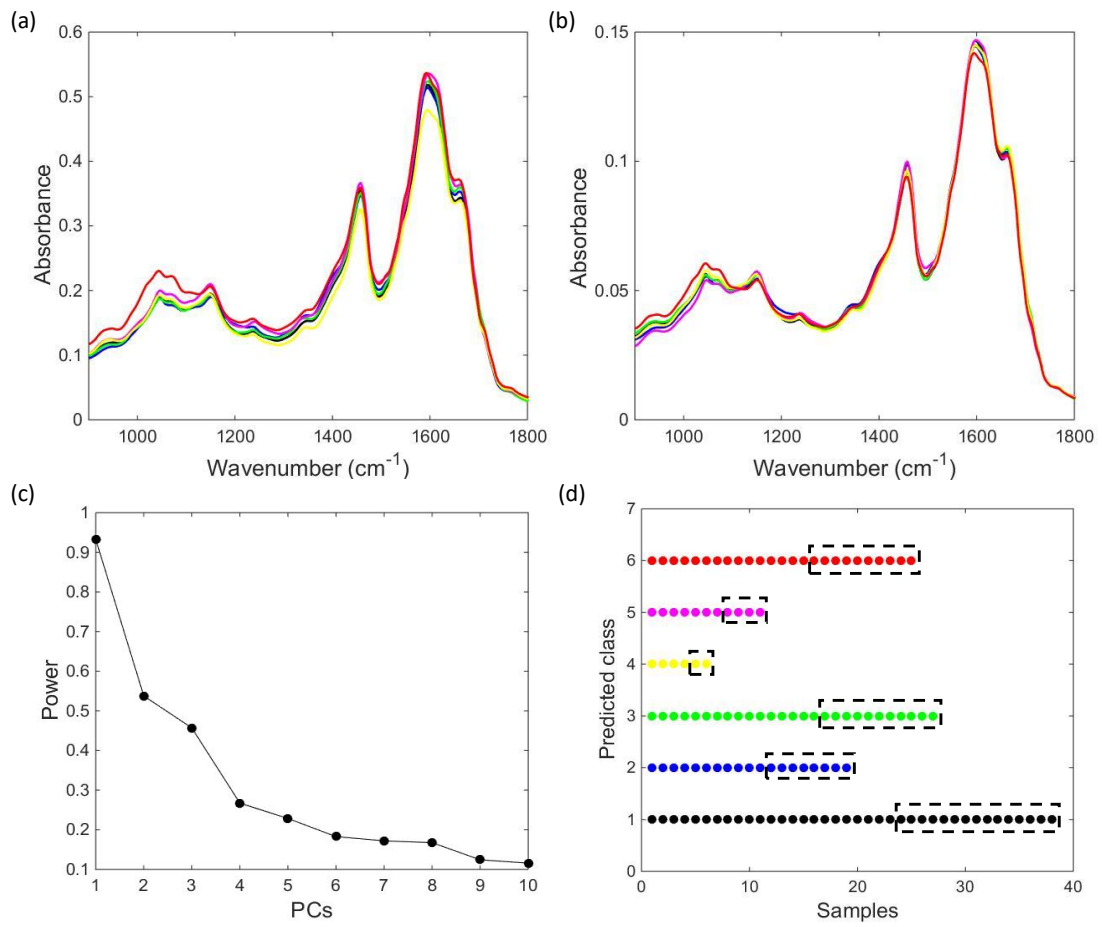 (a)
0.6
0.5
0.4
0.3
0.2
0.1
0
Absorbance
1000 1200 1400 1600 1800
Wavenumber (cm-1)
(b)
0.15
0.1
0.05
0
Absorbance
1000 1200 1400 1600 1800
Wavenumber (cm-1)
(c)
1
0.9
0.8
0.7
0.6
0.5
0.4
0.3
0.2
0.1
Power
1 2 3 4 5 6 7 8 9 10
PCs
(d)
7
6
5
4
3
2
1
0
Predicted class
0 10 20 30 40
Samples